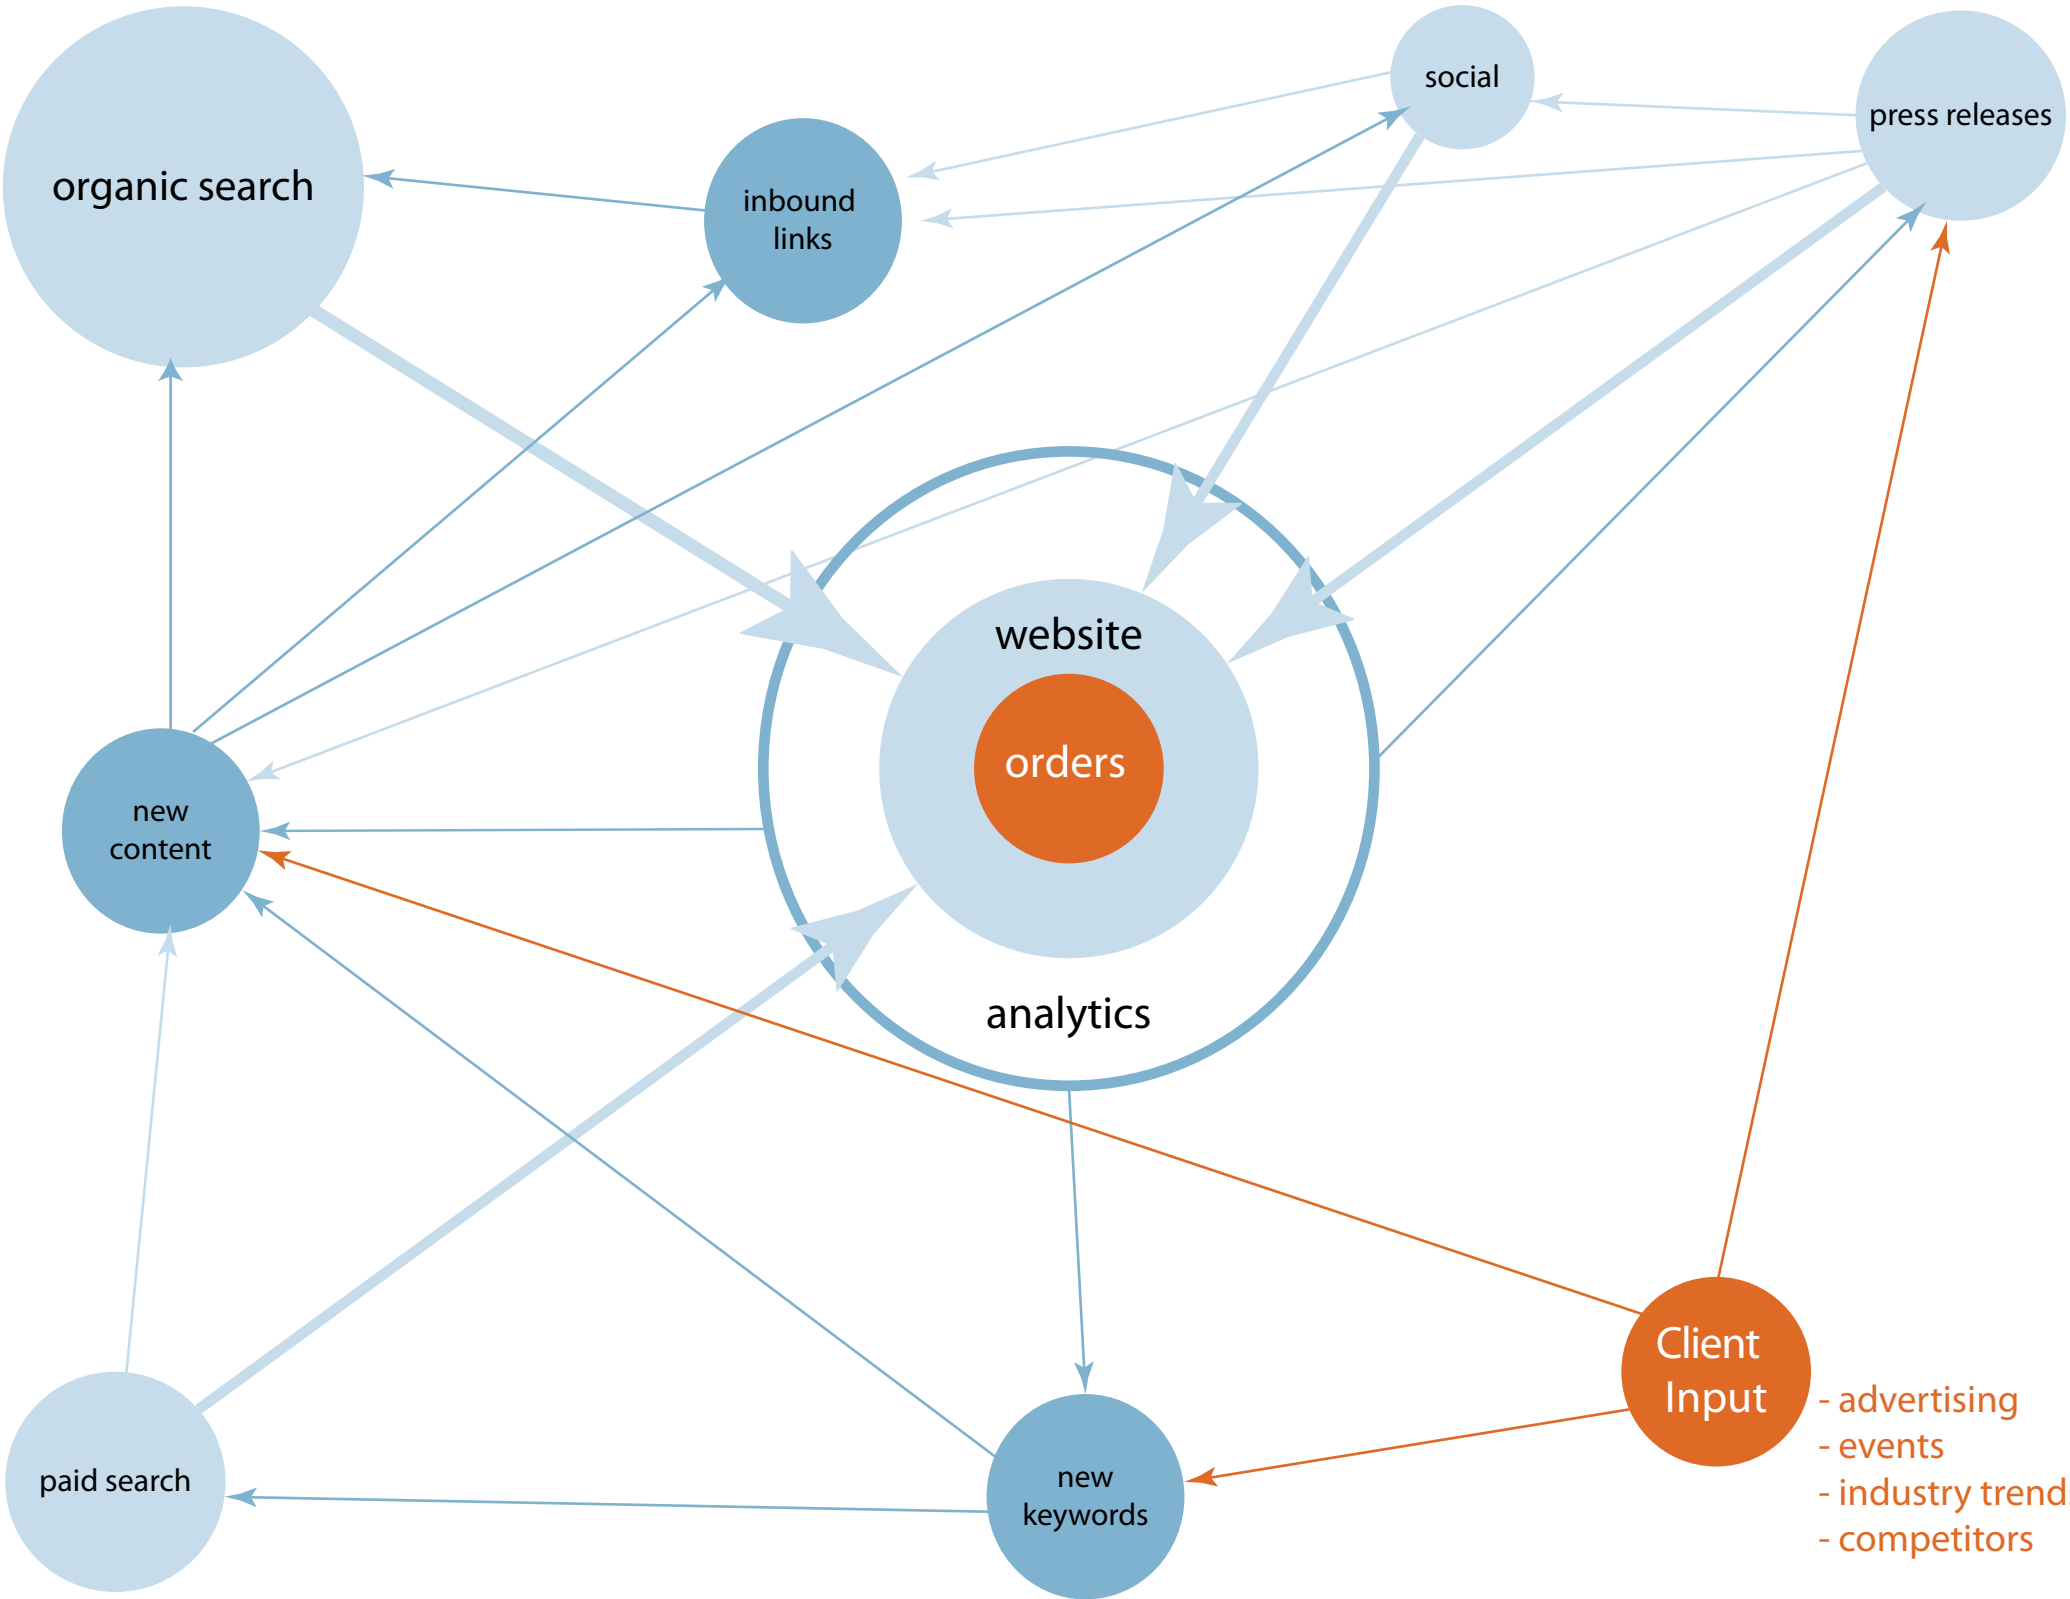 social
press releases
organic search
inbound
links
website
orders
new
content
analytics
Client
Input
- advertising
- events
- industry trend
- competitors
paid search
new
keywords